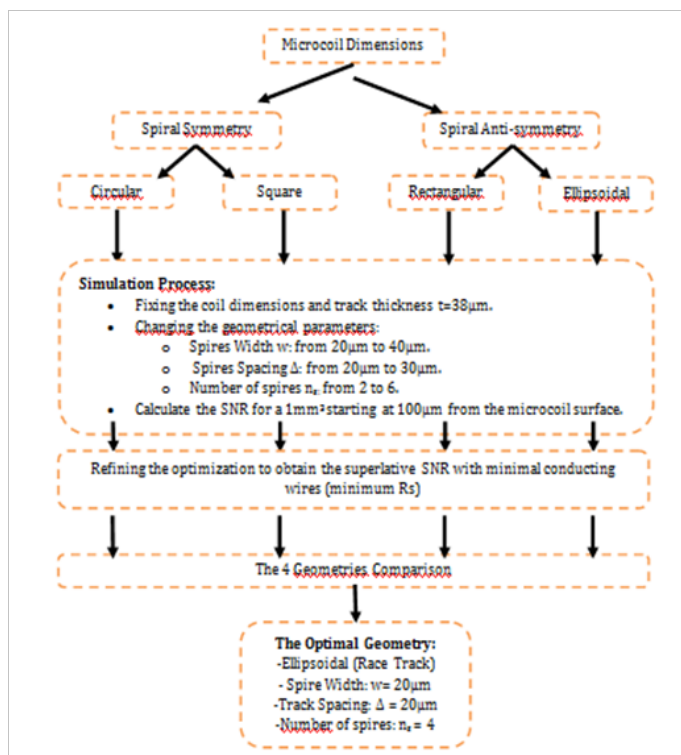 Microcoil Dimensions
Spiral Symmetry
Spiral Anti-symmetry
Circular
Square
Rectangular
Ellipsoidal
Simulation Process:
• Fixing the coil dimensions and track thickness t=38µm.
• Changing the geometrical parameters:
o Spires Width w: from 20µm to 40µm.
o Spires Spacing Δ: from 20µm to 30µm.
o Number of spires nₛ: from 2 to 6.
• Calculate the SNR for a 1mm³ starting at 100µm from the microcoil surface.
Refining the optimization to obtain the superlative SNR with minimal conducting
wires (minimum Rs)
The 4 Geometries Comparison
The Optimal Geometry:
-Ellipsoidal (Race Track)
- Spire Width: w= 20µm
-Track Spacing: Δ = 20µm
-Number of spires: nₛ = 4